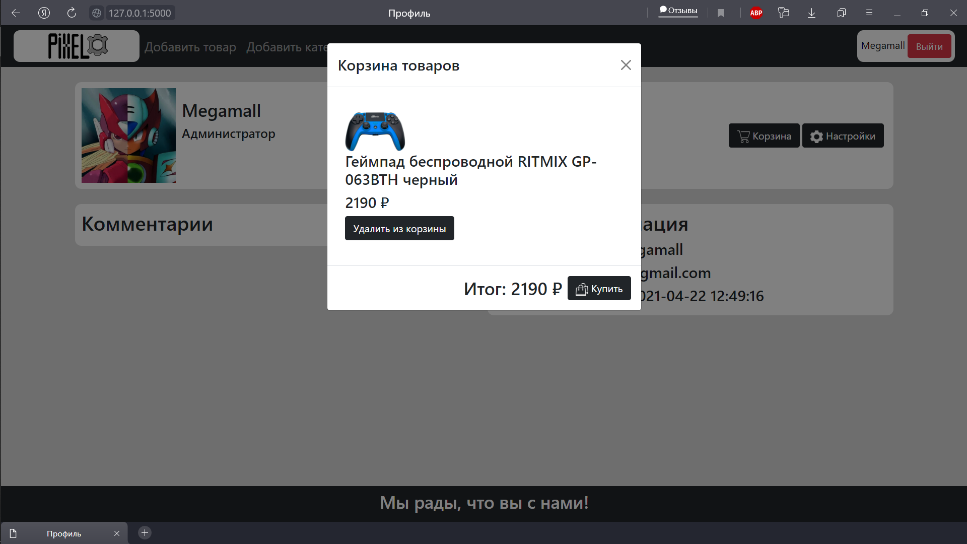 127.0.0.1:5000
Профиль
Отзывы
ABP
PIXEL
Добавить товар
Добавить кате
Megamall
Выйти
Корзина товаров
Megamall
Администратор
Корзина
Настройки
Геймпад беспроводной RITMIX GP-
063BTH черный
2190 ₽
Удалить из корзины
Комментарии
ация
gamall
gmail.com
021-04-22 12:49:16
Итог: 2190 ₽
Купить
Мы рады, что вы с нами!
Профиль